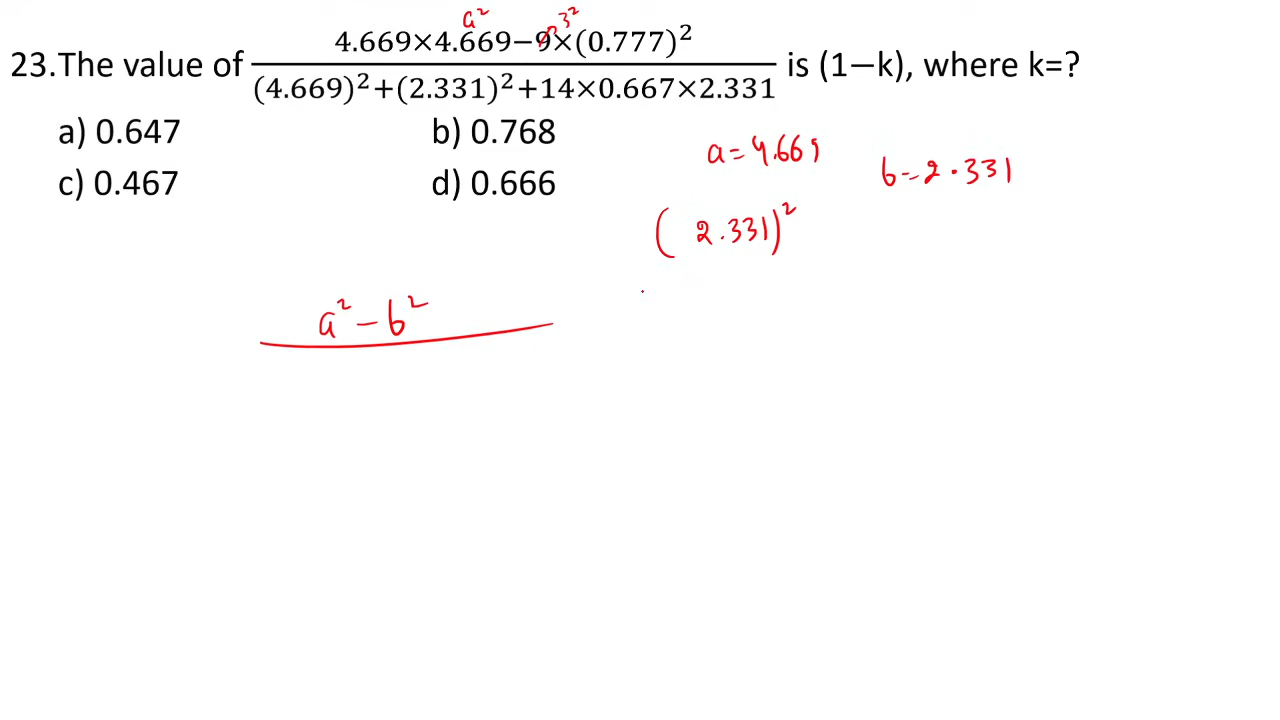 a² 3²
23.The value of (4.669×4.669−9×(0.777)²)/((4.669)²+(2.331)²+14×0.667×2.331) is (1−k), where k=?
a) 0.647 b) 0.768
a=4.669 b=2.331
c) 0.467 d) 0.666
(2.331)²
a²−b²